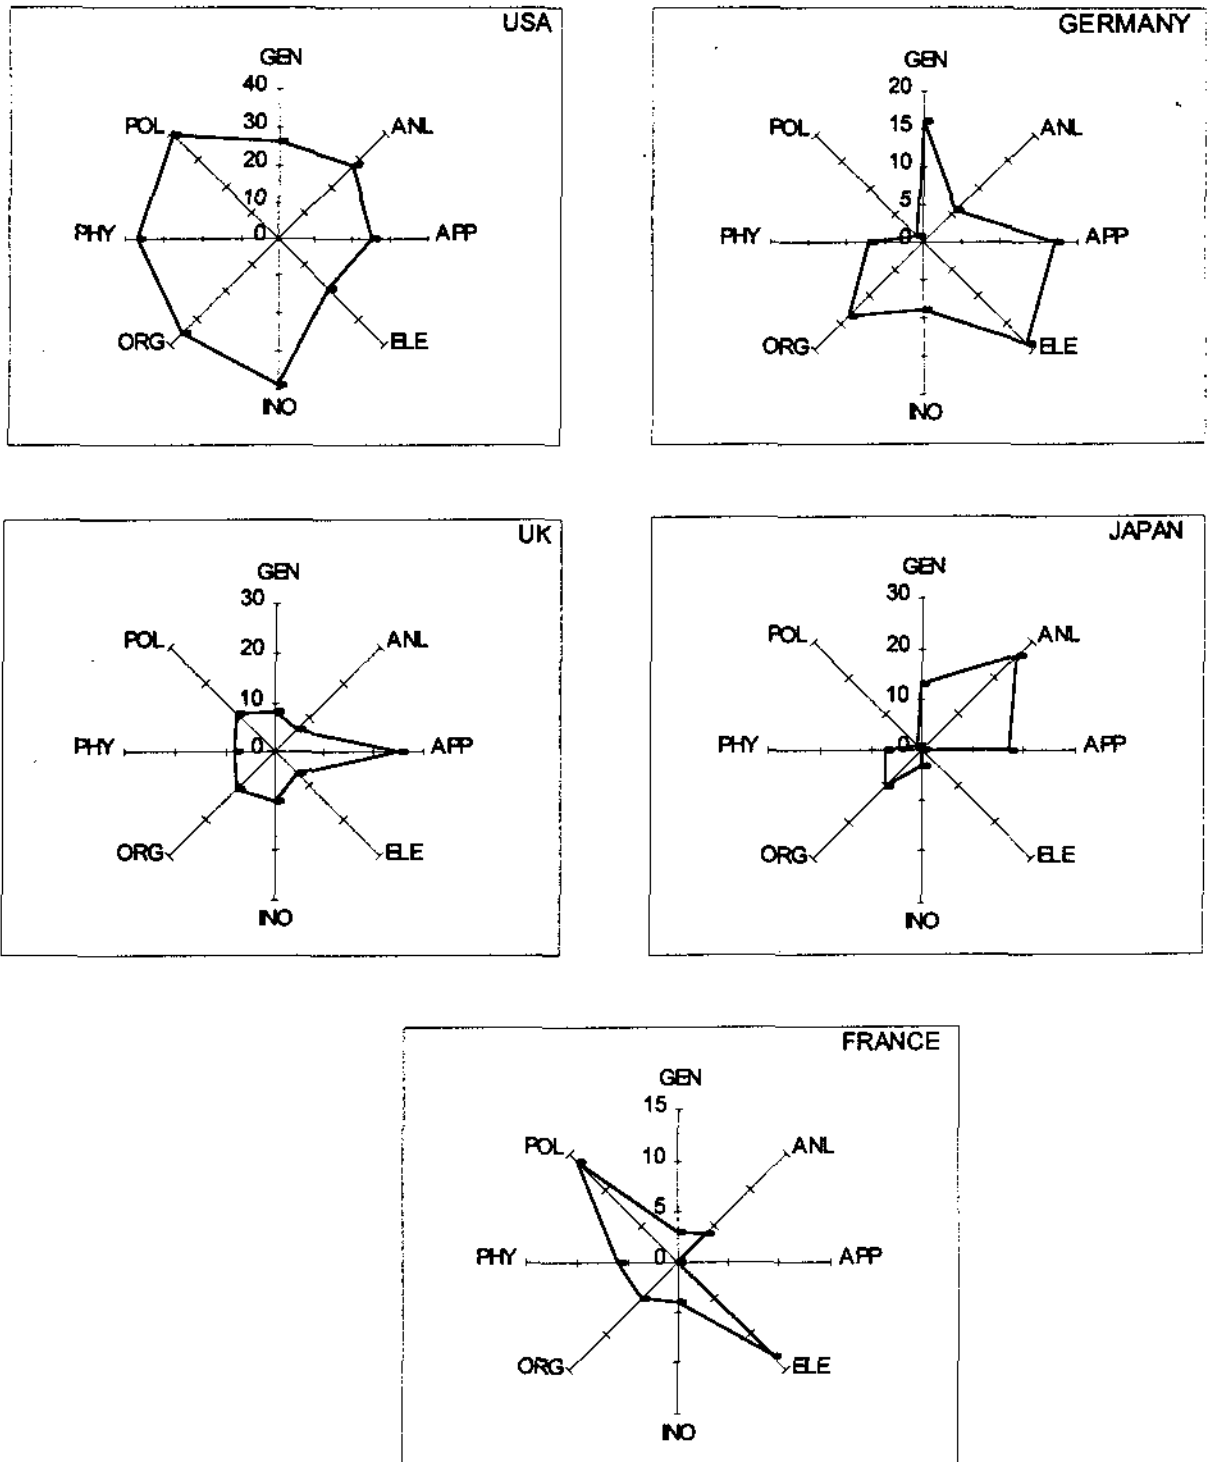 USA
GEN
40
POL
30
ANL
20
10
PHY
0
APP
ORG
ELE
INO
GERMANY
GEN
20
POL
15
ANL
10
5
PHY
0
APP
ORG
ELE
INO
UK
GEN
30
POL
20
ANL
10
PHY
0
APP
ORG
ELE
INO
JAPAN
GEN
30
POL
20
ANL
10
PHY
0
APP
ORG
ELE
INO
FRANCE
GEN
15
POL
10
ANL
5
PHY
0
APP
ORG
ELE
INO